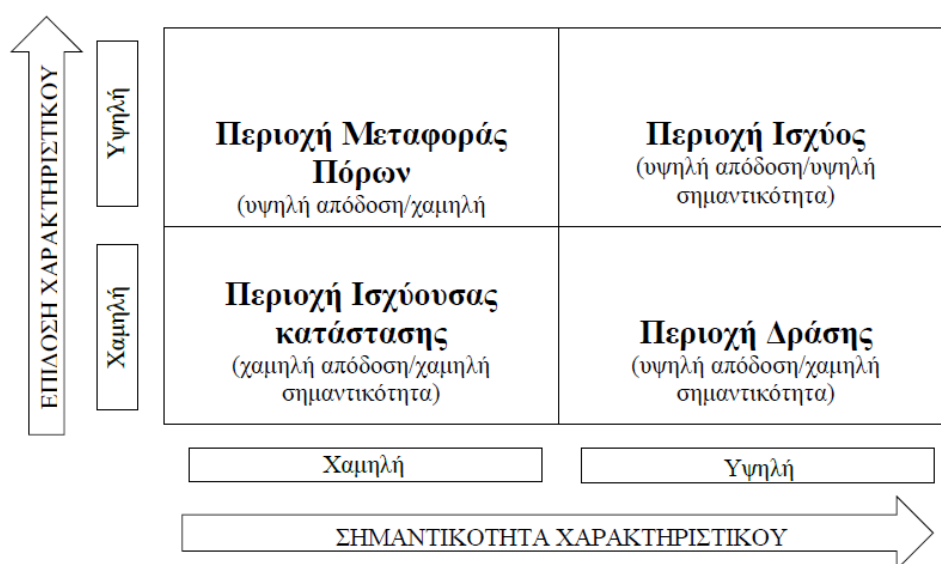 ΕΠΙΔΟΣΗ ΧΑΡΑΚΤΗΡΙΣΤΙΚΟΥ
Υψηλή
Περιοχή Μεταφοράς
Πόρων
(υψηλή απόδοση/χαμηλή
Περιοχή Ισχύος
(υψηλή απόδοση/υψηλή
σημαντικότητα)
Χαμηλή
Περιοχή Ισχύουσας
κατάστασης
(χαμηλή απόδοση/χαμηλή
σημαντικότητα)
Περιοχή Δράσης
(υψηλή απόδοση/χαμηλή
σημαντικότητα)
Χαμηλή
Υψηλή
ΣΗΜΑΝΤΙΚΟΤΗΤΑ ΧΑΡΑΚΤΗΡΙΣΤΙΚΟΥ